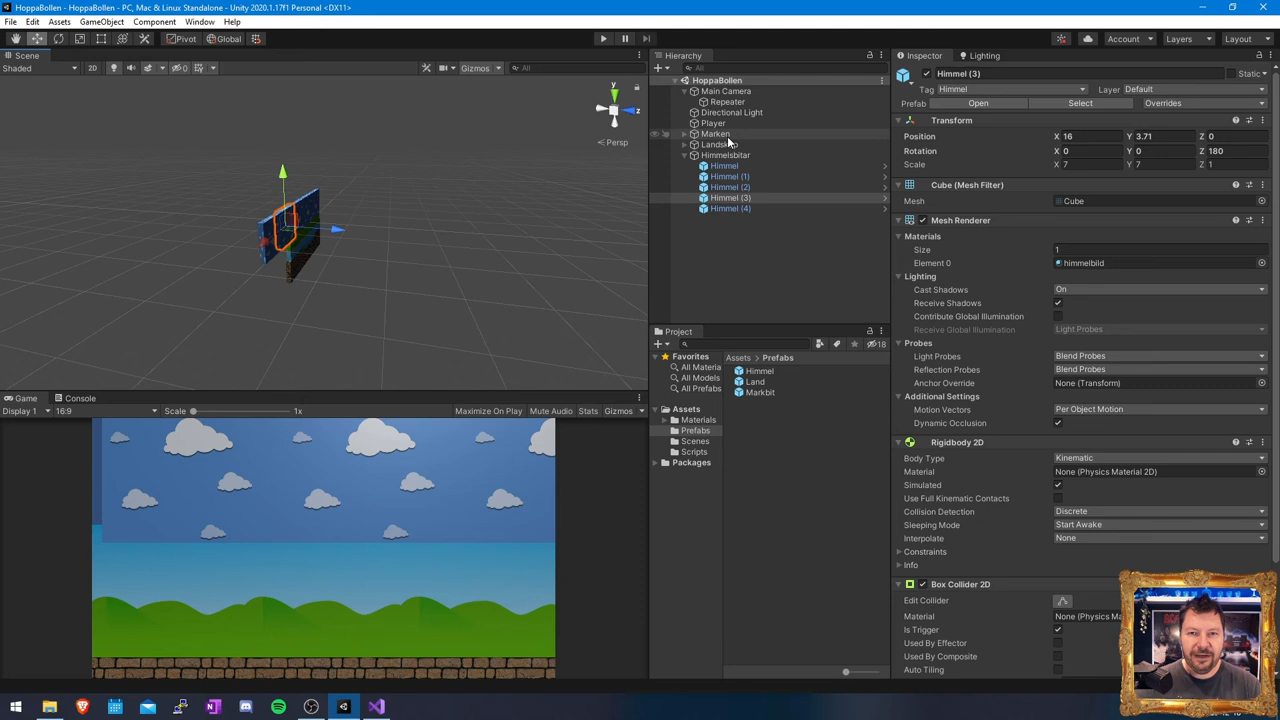 HoppaBollen - HoppaBollen - PC, Mac & Linux Standalone - Unity 2020.1.17f1 Personal <DX11>
File Edit Assets GameObject Component Window Help
Pivot Global Account Layers Layout
Scene
Shaded 2D 0 Gizmos All
y
z
Persp
Game Console
Display 1 16:9 Scale 1x Maximize On Play Mute Audio Stats Gizmos
Hierarchy
All
HoppaBollen
Main Camera
Repeater
Directional Light
Player
Marken
Himmelsbitar
Himmel
Himmel (1)
Himmel (2)
Himmel (3)
Himmel (4)
Project
18
Favorites
All Materia
All Models
All Prefabs
Assets
Materials
Prefabs
Scenes
Scripts
Packages
Assets > Prefabs
Himmel
Land
Markbit
Inspector Lighting
Himmel (3) Static
Tag Himmel Layer Default
Prefab Open Select Overrides
Transform
Position X 16 Y 3.71 Z 0
Rotation X 0 Y 0 Z 180
Scale X 7 Y 7 Z 1
Cube (Mesh Filter)
Mesh Cube
Mesh Renderer
Materials
Size 1
Element 0 himmelbild
Lighting
Cast Shadows On
Receive Shadows
Contribute Global Illumination
Receive Global Illumination Light Probes
Probes
Light Probes Blend Probes
Reflection Probes Blend Probes
Anchor Override None (Transform)
Additional Settings
Motion Vectors Per Object Motion
Dynamic Occlusion
Rigidbody 2D
Body Type Kinematic
Material None (Physics Material 2D)
Simulated
Use Full Kinematic Contacts
Collision Detection Discrete
Sleeping Mode Start Awake
Interpolate None
Constraints
Info
Box Collider 2D
Edit Collider
Material None (Physics Ma
Is Trigger
Used By Effector
Used By Composite
Auto Tiling